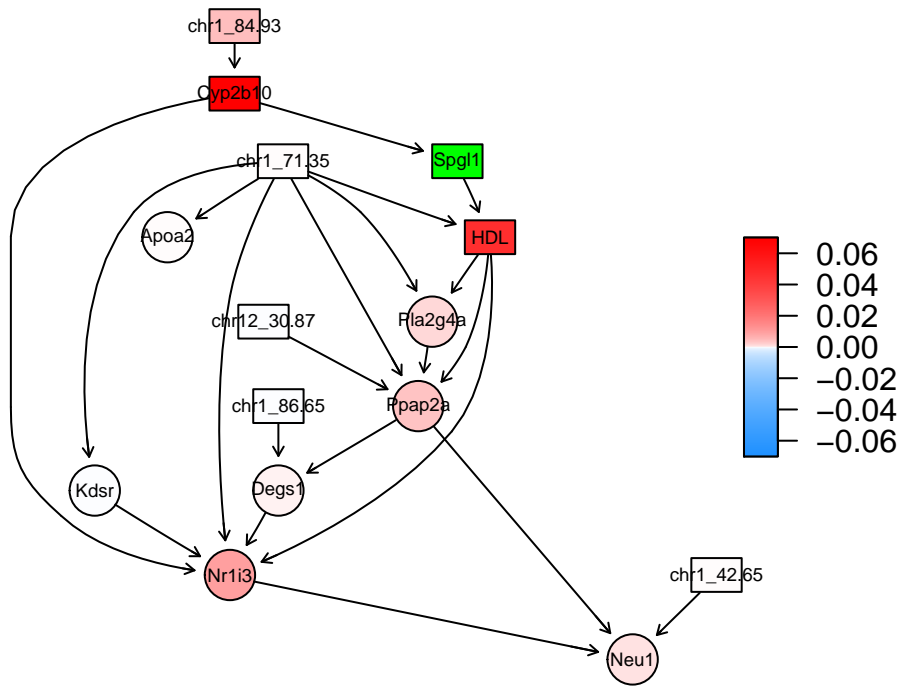 chr1_84.93
Cyp2b10
chr1_71.35
Spgl1
Apoa2
HDL
chr12_30.87
Pla2g4a
chr1_86.65
Ppap2a
Kdsr
Degs1
Nr1i3
chr1_42.65
Neu1
0.06
0.04
0.02
0.00
−0.02
−0.04
−0.06